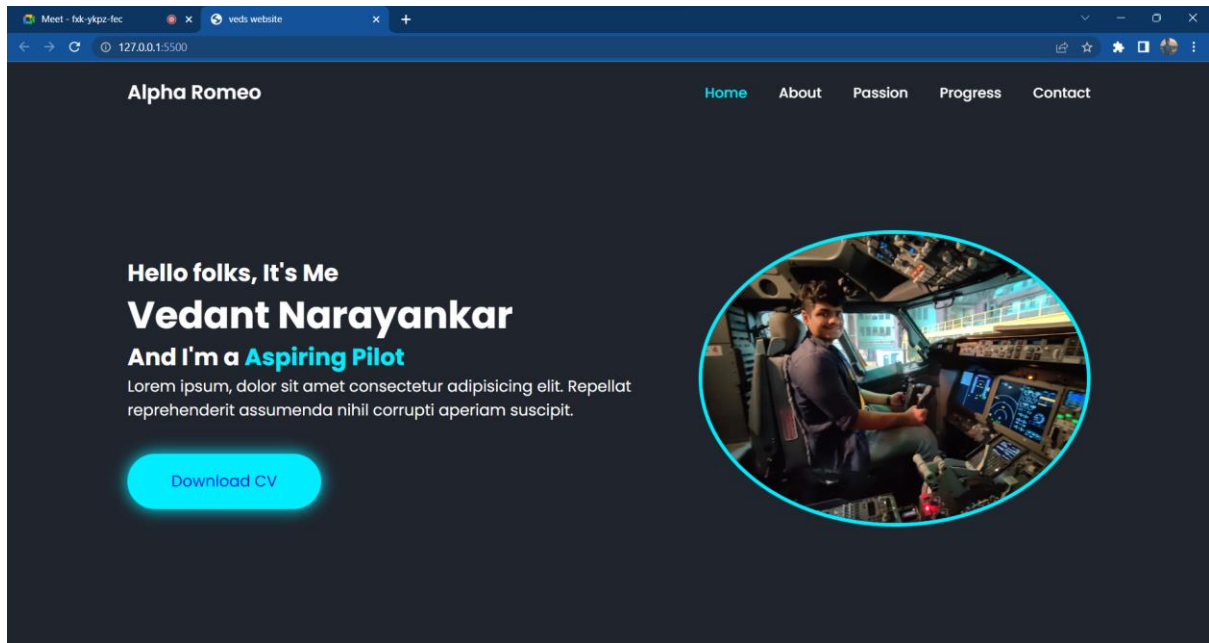 Meet - fxk-ykpz-fec
veds website
127.0.0.1:5500
Alpha Romeo
Home About Passion Progress Contact
Hello folks, It's Me
Vedant Narayankar
And I'm a Aspiring Pilot
Lorem ipsum, dolor sit amet consectetur adipisicing elit. Repellat
reprehenderit assumenda nihil corrupti aperiam suscipit.
Download CV